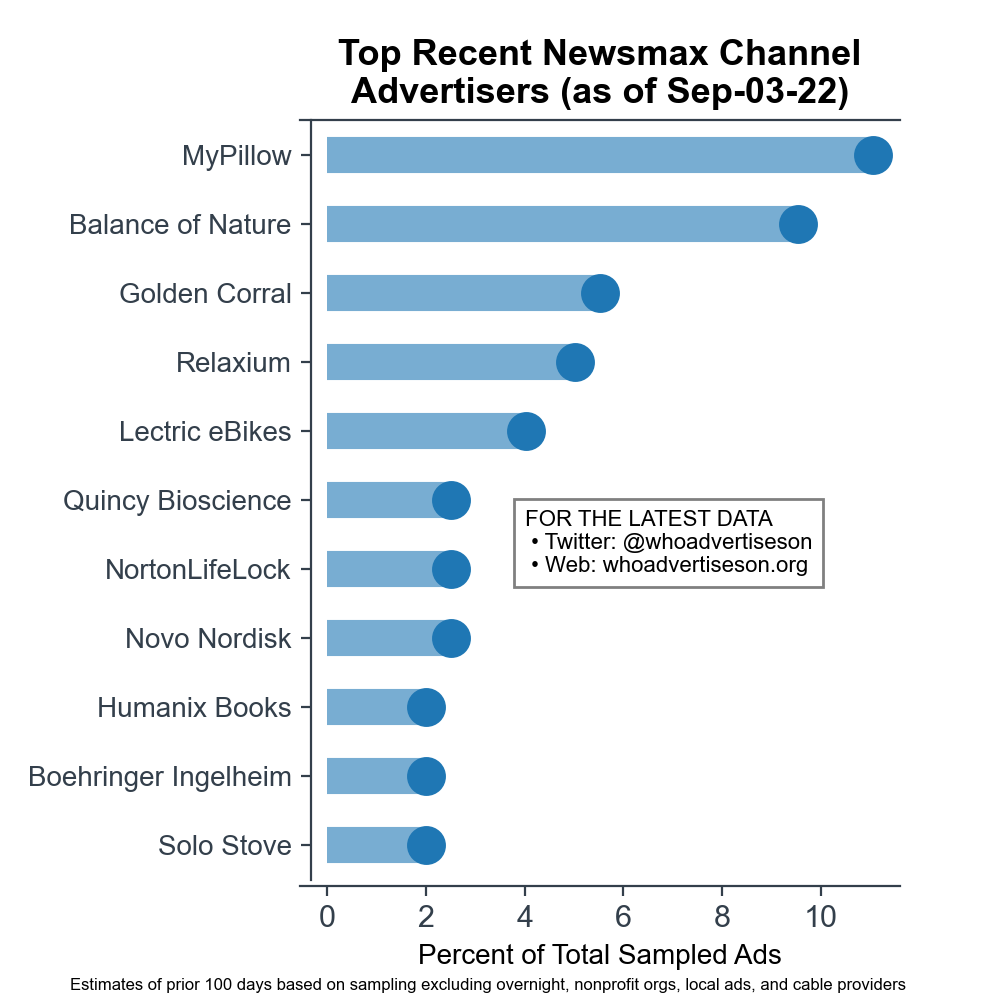 Top Recent Newsmax Channel
Advertisers (as of Sep-03-22)
MyPillow
Balance of Nature
Golden Corral
Relaxium
Lectric eBikes
Quincy Bioscience
NortonLifeLock
Novo Nordisk
Humanix Books
Boehringer Ingelheim
Solo Stove
FOR THE LATEST DATA
• Twitter: @whoadvertiseson
• Web: whoadvertiseson.org
0 2 4 6 8 10
Percent of Total Sampled Ads
Estimates of prior 100 days based on sampling excluding overnight, nonprofit orgs, local ads, and cable providers